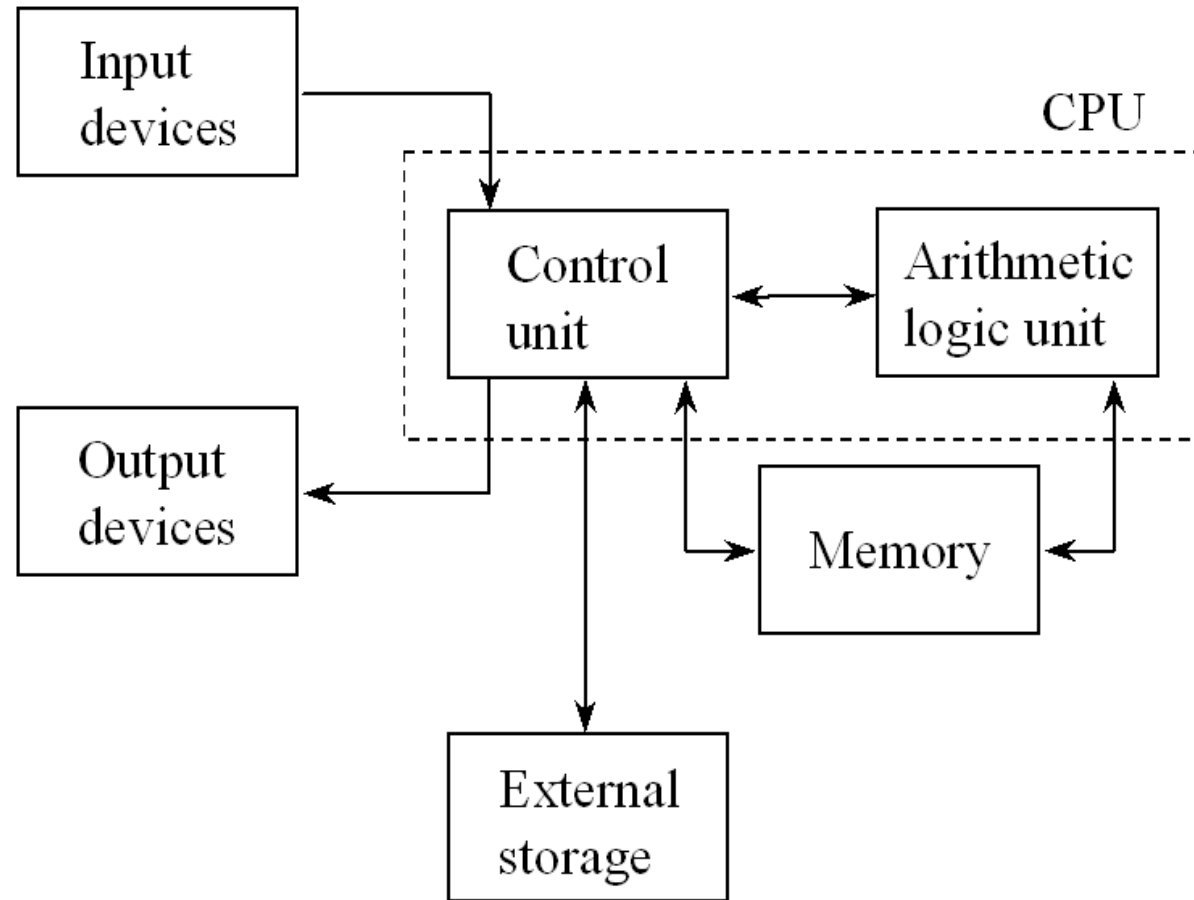 Input
devices
CPU
Control
unit
Arithmetic
logic unit
Output
devices
Memory
External
storage